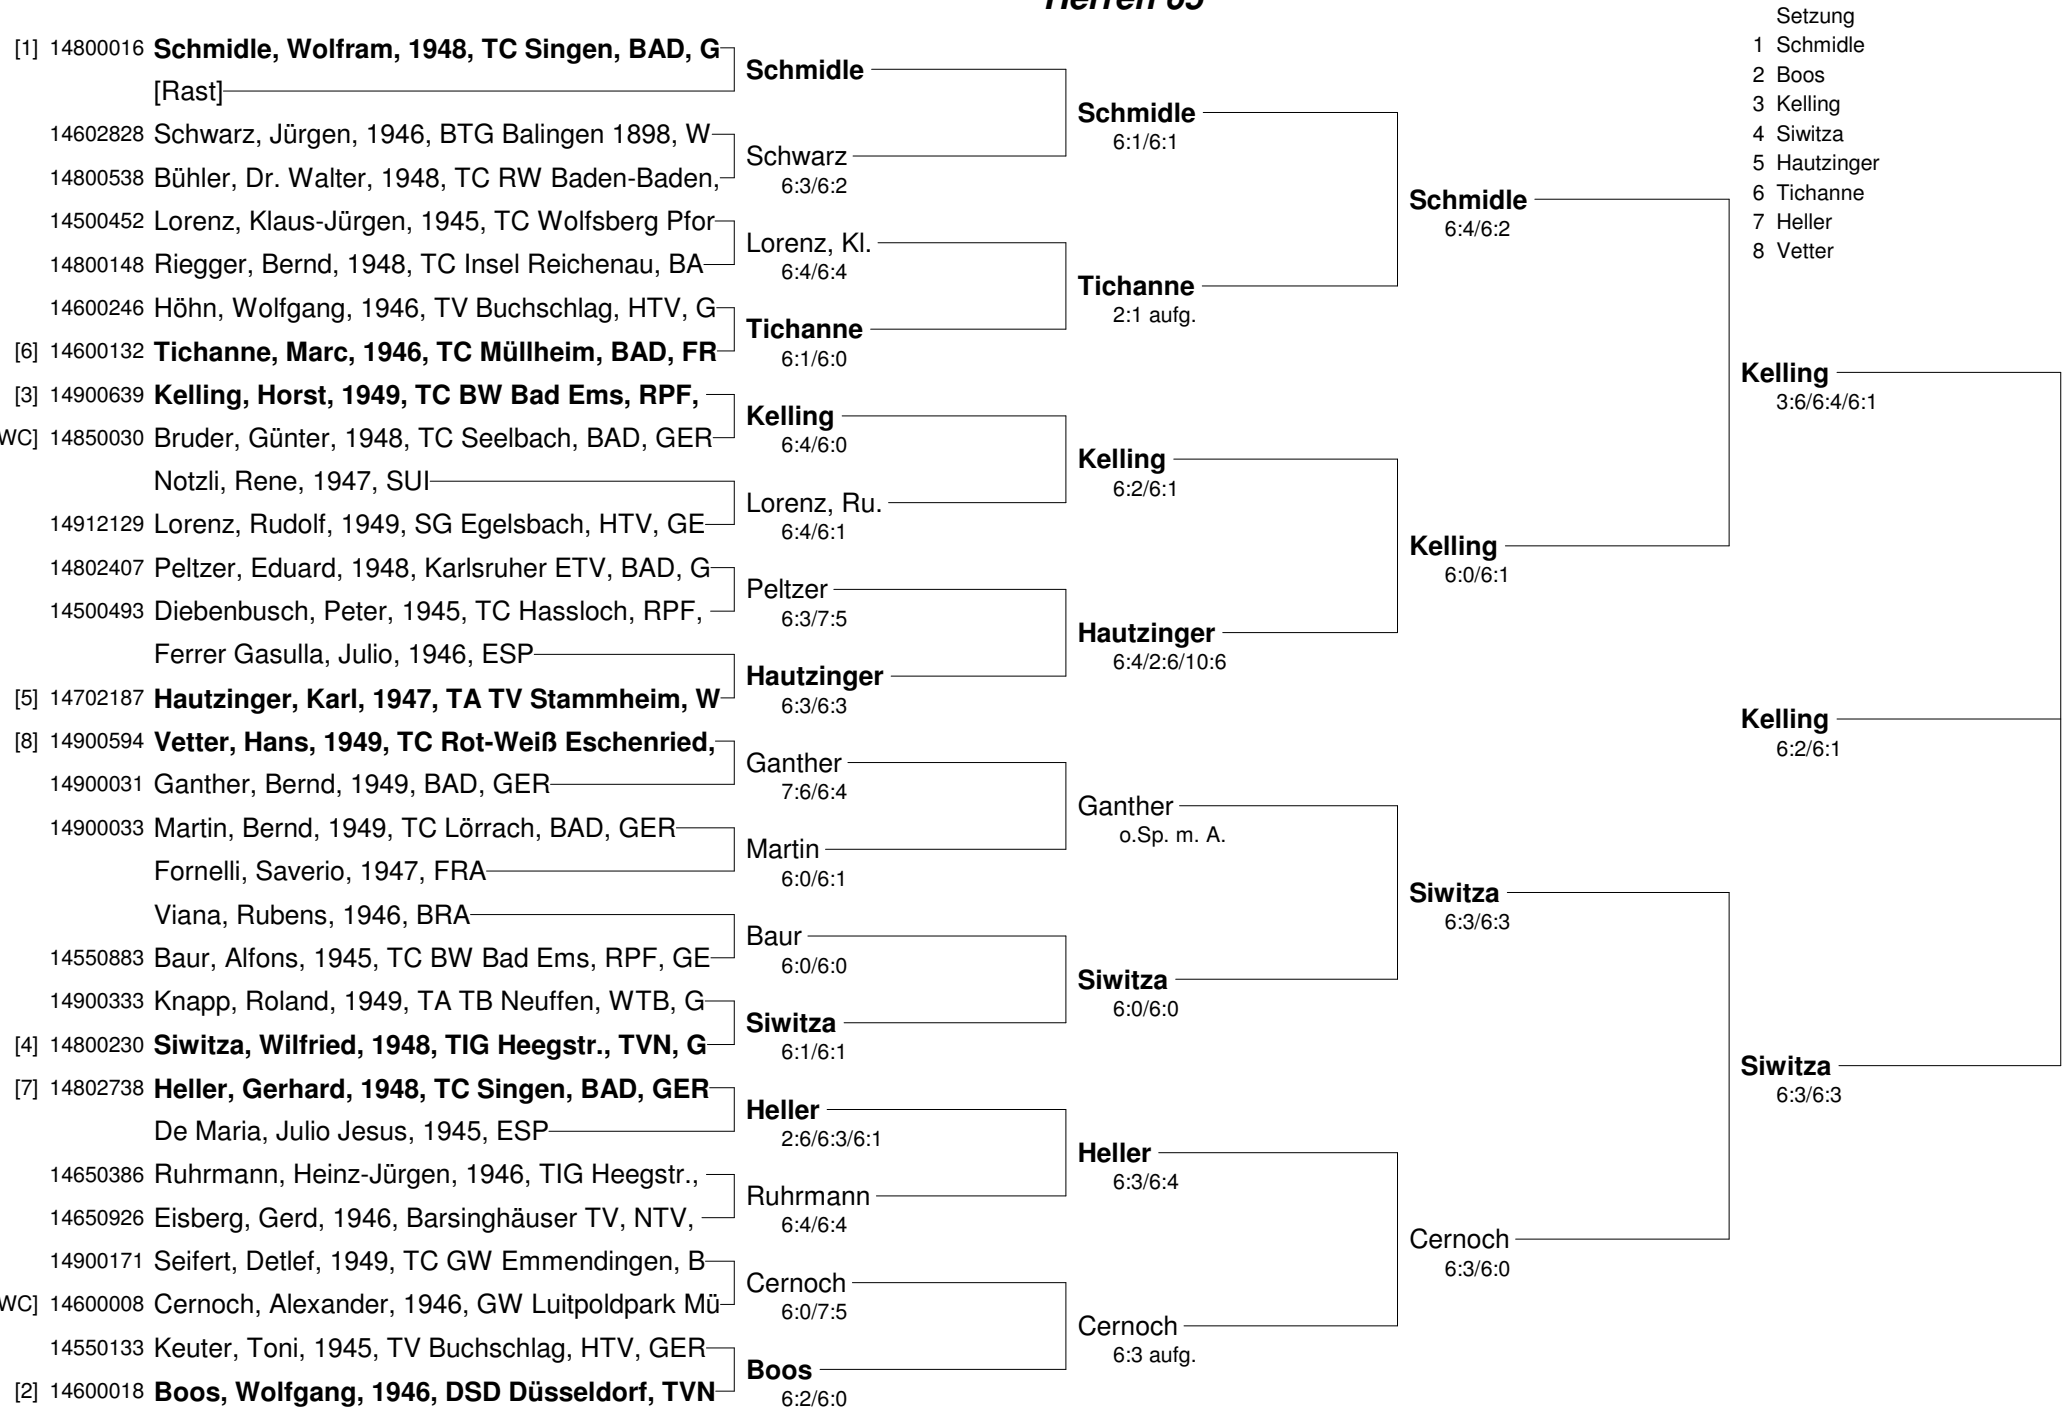 Herren 65
Setzung
1 Schmidle
2 Boos
3 Kelling
4 Siwitza
5 Hautzinger
6 Tichanne
7 Heller
8 Vetter
[1] 14800016 Schmidle, Wolfram, 1948, TC Singen, BAD, G
[Rast]
14602828 Schwarz, Jürgen, 1946, BTG Balingen 1898, W
14800538 Bühler, Dr. Walter, 1948, TC RW Baden-Baden,
14500452 Lorenz, Klaus-Jürgen, 1945, TC Wolfsberg Pfor
14800148 Riegger, Bernd, 1948, TC Insel Reichenau, BA
14600246 Höhn, Wolfgang, 1946, TV Buchschlag, HTV, G
[6] 14600132 Tichanne, Marc, 1946, TC Müllheim, BAD, FR
[3] 14900639 Kelling, Horst, 1949, TC BW Bad Ems, RPF,
WC] 14850030 Bruder, Günter, 1948, TC Seelbach, BAD, GER
Notzli, Rene, 1947, SUI
14912129 Lorenz, Rudolf, 1949, SG Egelsbach, HTV, GE
14802407 Peltzer, Eduard, 1948, Karlsruher ETV, BAD, G
14500493 Diebenbusch, Peter, 1945, TC Hassloch, RPF,
Ferrer Gasulla, Julio, 1946, ESP
[5] 14702187 Hautzinger, Karl, 1947, TA TV Stammheim, W
[8] 14900594 Vetter, Hans, 1949, TC Rot-Weiß Eschenried,
14900031 Ganther, Bernd, 1949, BAD, GER
14900033 Martin, Bernd, 1949, TC Lörrach, BAD, GER
Fornelli, Saverio, 1947, FRA
Viana, Rubens, 1946, BRA
14550883 Baur, Alfons, 1945, TC BW Bad Ems, RPF, GE
14900333 Knapp, Roland, 1949, TA TB Neuffen, WTB, G
[4] 14800230 Siwitza, Wilfried, 1948, TIG Heegstr., TVN, G
[7] 14802738 Heller, Gerhard, 1948, TC Singen, BAD, GER
De Maria, Julio Jesus, 1945, ESP
14650386 Ruhrmann, Heinz-Jürgen, 1946, TIG Heegstr.,
14650926 Eisberg, Gerd, 1946, Barsinghäuser TV, NTV,
14900171 Seifert, Detlef, 1949, TC GW Emmendingen, B
WC] 14600008 Cernoch, Alexander, 1946, GW Luitpoldpark Mü
14550133 Keuter, Toni, 1945, TV Buchschlag, HTV, GER
[2] 14600018 Boos, Wolfgang, 1946, DSD Düsseldorf, TVN
Schmidle
Schwarz
6:3/6:2
Lorenz, Kl.
6:4/6:4
Tichanne
6:1/6:0
Kelling
6:4/6:0
Lorenz, Ru.
6:4/6:1
Peltzer
6:3/7:5
Hautzinger
6:3/6:3
Ganther
7:6/6:4
Martin
6:0/6:1
Baur
6:0/6:0
Siwitza
6:1/6:1
Heller
2:6/6:3/6:1
Ruhrmann
6:4/6:4
Cernoch
6:0/7:5
Boos
6:2/6:0
Schmidle
6:1/6:1
Tichanne
2:1 aufg.
Kelling
6:2/6:1
Hautzinger
6:4/2:6/10:6
Ganther
o.Sp. m. A.
Siwitza
6:0/6:0
Heller
6:3/6:4
Cernoch
6:3 aufg.
Schmidle
6:4/6:2
Kelling
6:0/6:1
Siwitza
6:3/6:3
Cernoch
6:3/6:0
Kelling
3:6/6:4/6:1
Siwitza
6:3/6:3
Kelling
6:2/6:1